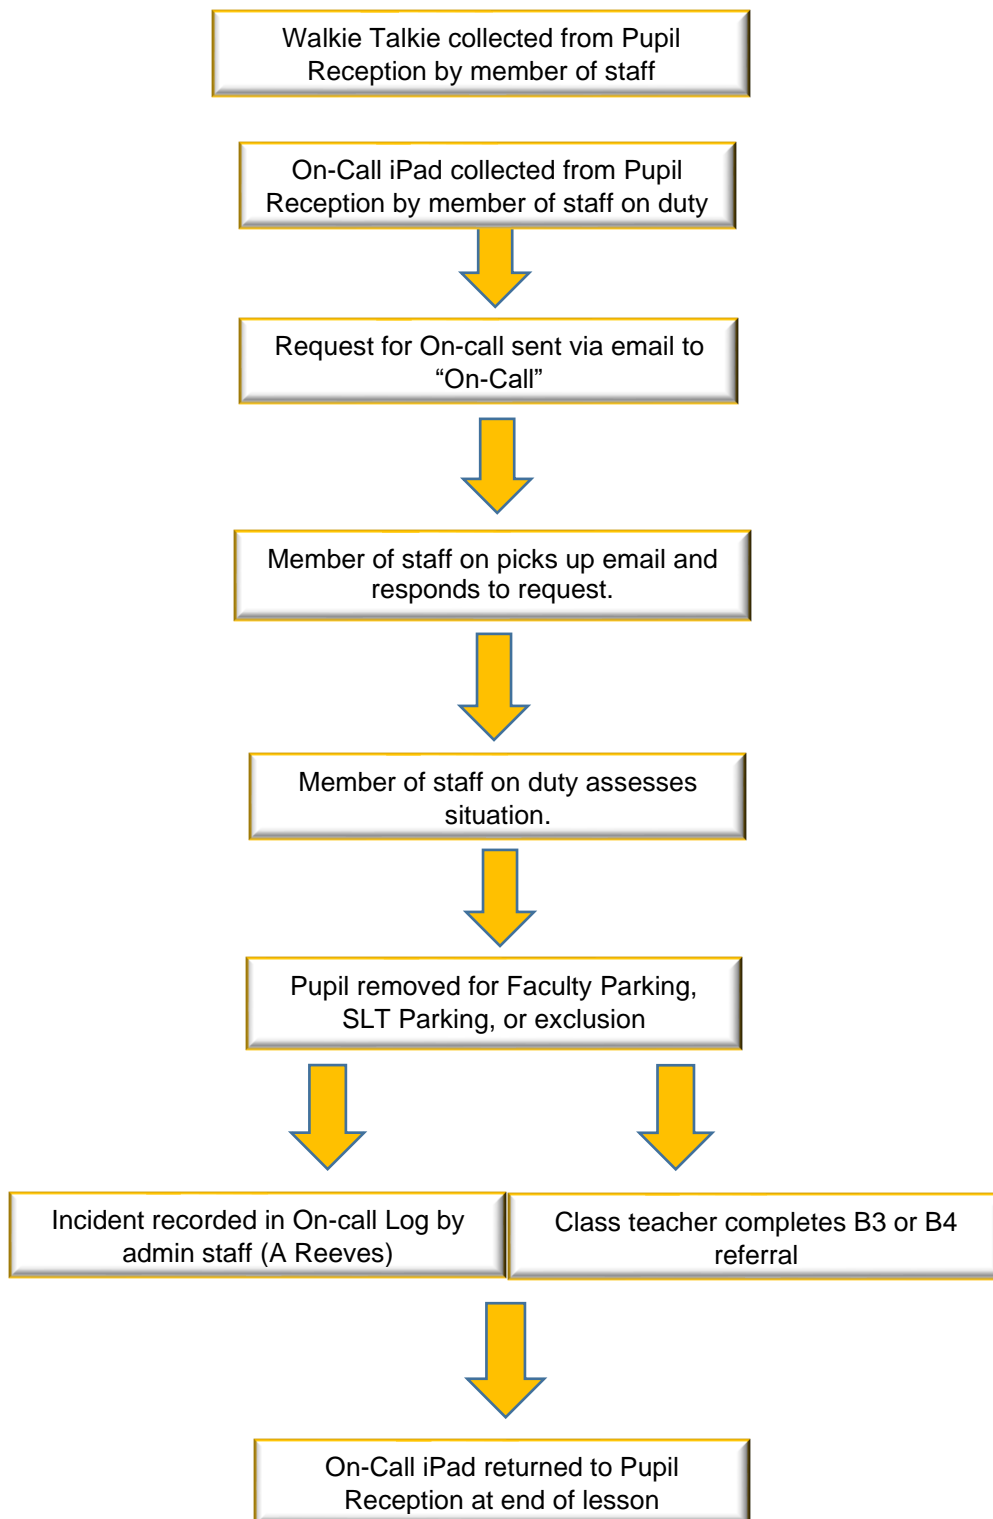 Walkie Talkie collected from Pupil
Reception by member of staff
On-Call iPad collected from Pupil
Reception by member of staff on duty
Request for On-call sent via email to
“On-Call”
Member of staff on picks up email and
responds to request.
Member of staff on duty assesses
situation.
Pupil removed for Faculty Parking,
SLT Parking, or exclusion
Incident recorded in On-call Log by
admin staff (A Reeves)
Class teacher completes B3 or B4
referral
On-Call iPad returned to Pupil
Reception at end of lesson